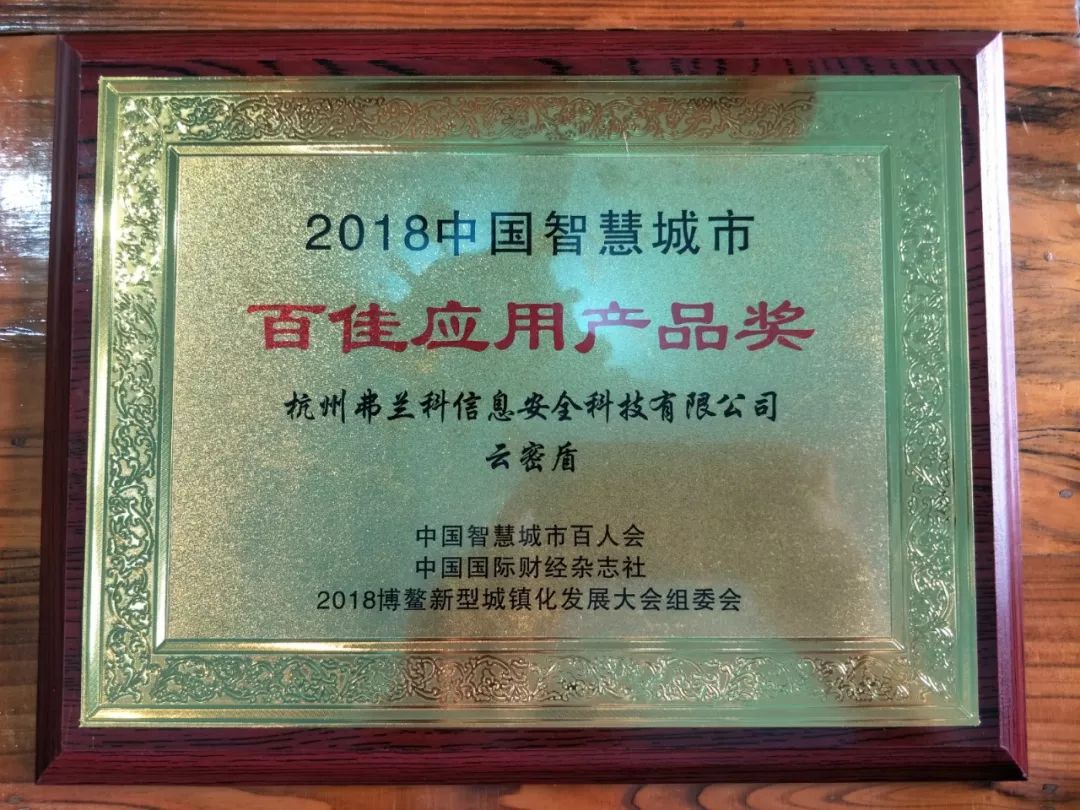 2018中国智慧城市
百佳应用产品奖
杭州弗兰科信息安全科技有限公司
云密盾
中国智慧城市百人会
中国国际财经杂志社
2018博鳌新型城镇化发展大会组委会